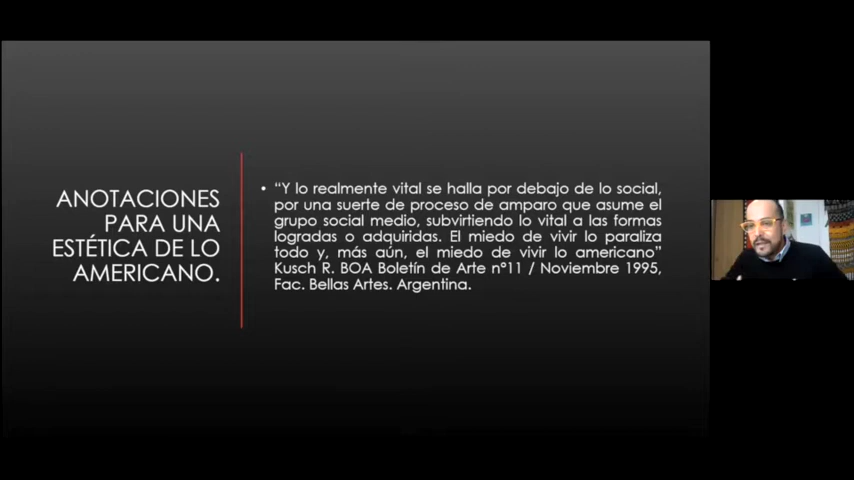 ANOTACIONES
PARA UNA
ESTÉTICA DE LO
AMERICANO.
• “Y lo realmente vital se halla por debajo de lo social,
por una suerte de proceso de amparo que asume el
grupo social medio, subvirtiendo lo vital a las formas
logradas o adquiridas. El miedo de vivir lo paraliza
todo y, más aún, el miedo de vivir lo americano”
Kusch R. BOA Boletín de Arte n°11 / Noviembre 1995,
Fac. Bellas Artes. Argentina.